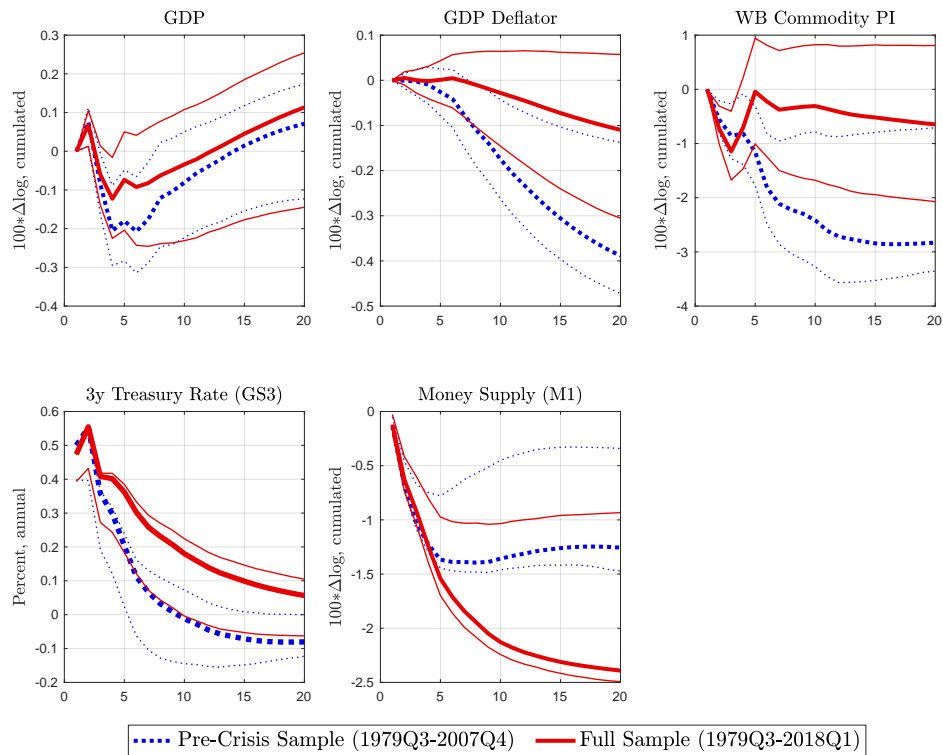 GDP
100*Δlog, cumulated
0.3
0.2
0.1
0
-0.1
-0.2
-0.3
-0.4
0 5 10 15 20
GDP Deflator
100*Δlog, cumulated
0.1
0
-0.1
-0.2
-0.3
-0.4
-0.5
0 5 10 15 20
WB Commodity PI
100*Δlog, cumulated
1
0
-1
-2
-3
-4
0 5 10 15 20
3y Treasury Rate (GS3)
Percent, annual
0.6
0.5
0.4
0.3
0.2
0.1
0
-0.1
-0.2
0 5 10 15 20
Money Supply (M1)
100*Δlog, cumulated
0
-0.5
-1
-1.5
-2
-2.5
0 5 10 15 20
Pre-Crisis Sample (1979Q3-2007Q4) Full Sample (1979Q3-2018Q1)